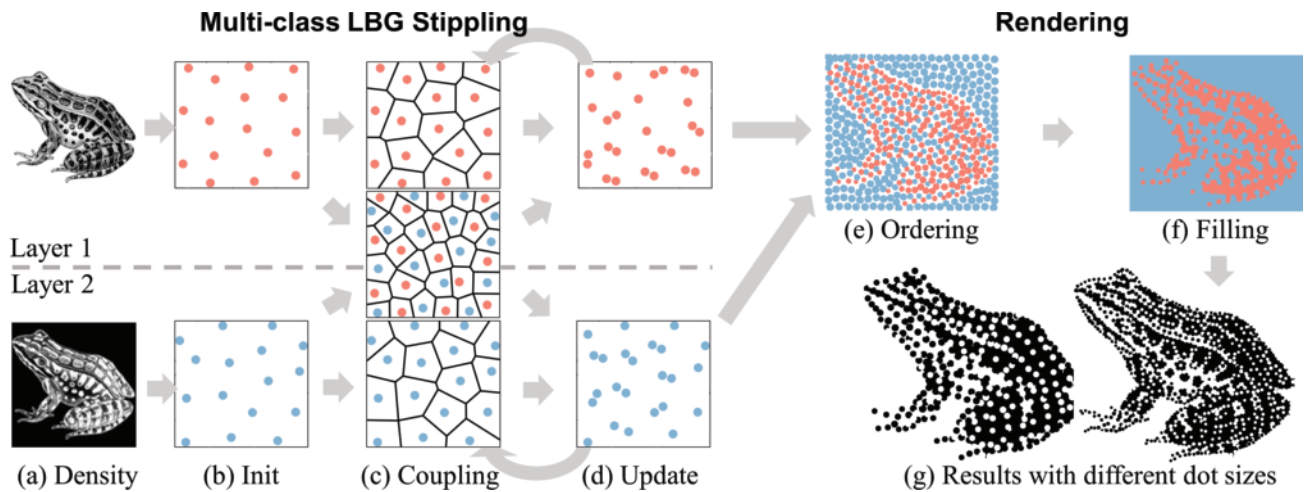 Multi-class LBG Stippling
Rendering
Layer 1
Layer 2
(e) Ordering
(f) Filling
(a) Density
(b) Init
(c) Coupling
(d) Update
(g) Results with different dot sizes